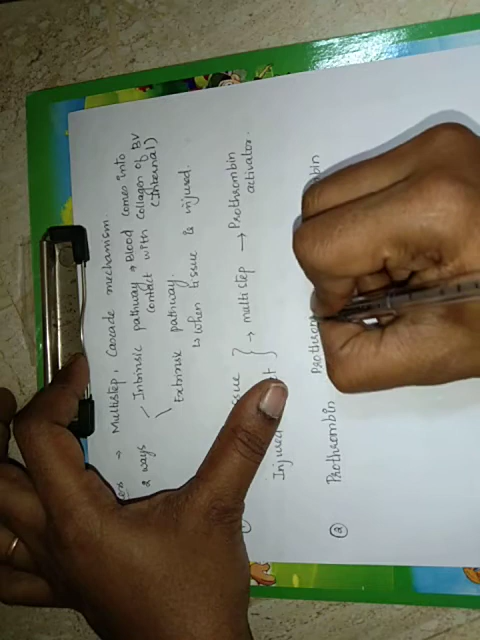 → Multistep, Cascade mechanism.
2 ways Intrinsic pathway → Blood comes into
contact with collagen of BV
(Internal)
Extrinsic pathway.
↳ when tissue is injured.
Injured } → multistep → Prothrombin
activator.
② Prothrombin